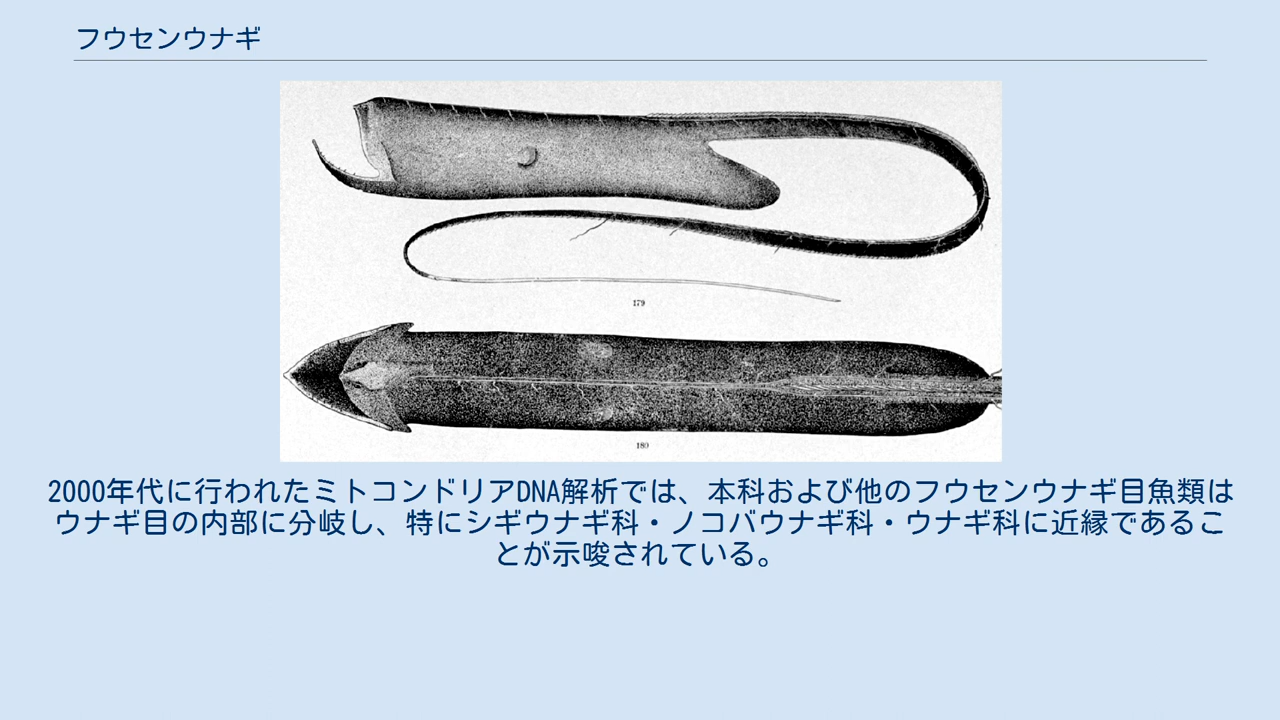 フウセンウナギ
179
180
2000年代に行われたミトコンドリアDNA解析では、本科および他のフウセンウナギ目魚類は
ウナギ目の内部に分岐し、特にシギウナギ科・ノコバウナギ科・ウナギ科に近縁であるこ
とが示唆されている。